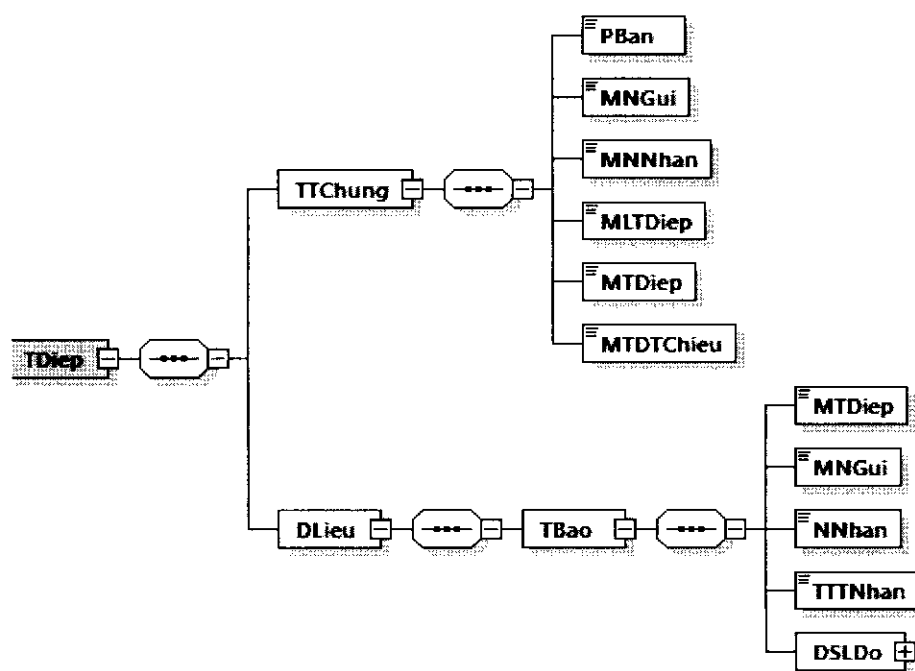 PBan
MNGui
MNNhan
TTChung
MLTDiep
MTDiep
MTDTChieu
TDiep
MTDiep
MNGui
DLieu
TBao
NNhan
TTTNhan
DSLDo